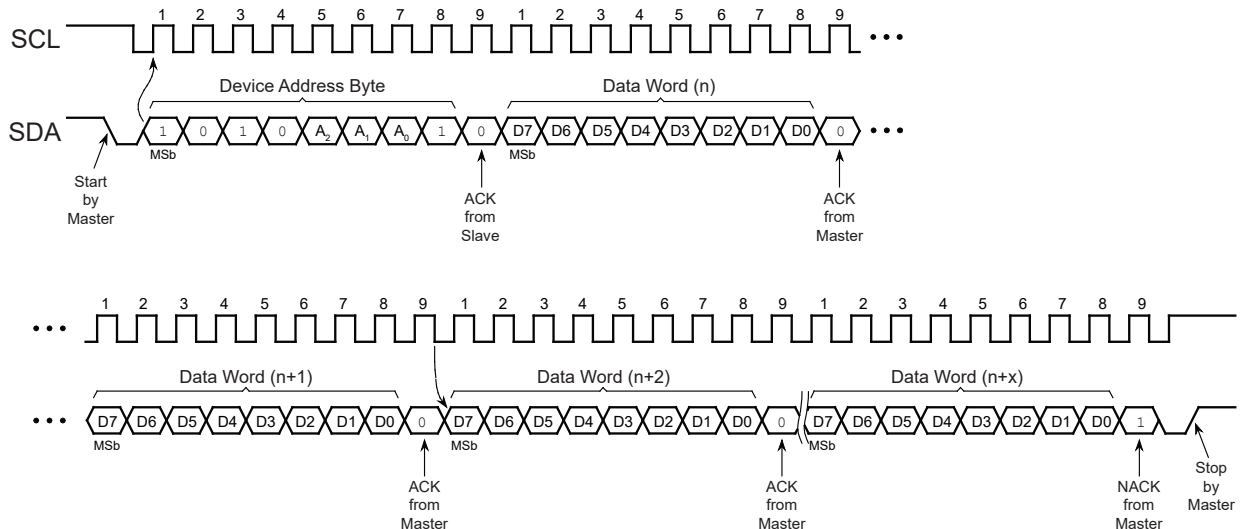 1 2 3 4 5 6 7 8 9 1 2 3 4 5 6 7 8 9
SCL
Device Address Byte Data Word (n)
SDA 1 0 1 0 A2 A1 A0 1 0 D7 D6 D5 D4 D3 D2 D1 D0 0
MSb MSb
Start
by
Master
ACK
from
Slave
ACK
from
Master
1 2 3 4 5 6 7 8 9 1 2 3 4 5 6 7 8 9 1 2 3 4 5 6 7 8 9
Data Word (n+1) Data Word (n+2) Data Word (n+x)
D7 D6 D5 D4 D3 D2 D1 D0 0 D7 D6 D5 D4 D3 D2 D1 D0 0 D7 D6 D5 D4 D3 D2 D1 D0 1
MSb MSb MSb
ACK
from
Master
ACK
from
Master
NACK
from
Master
Stop
by
Master